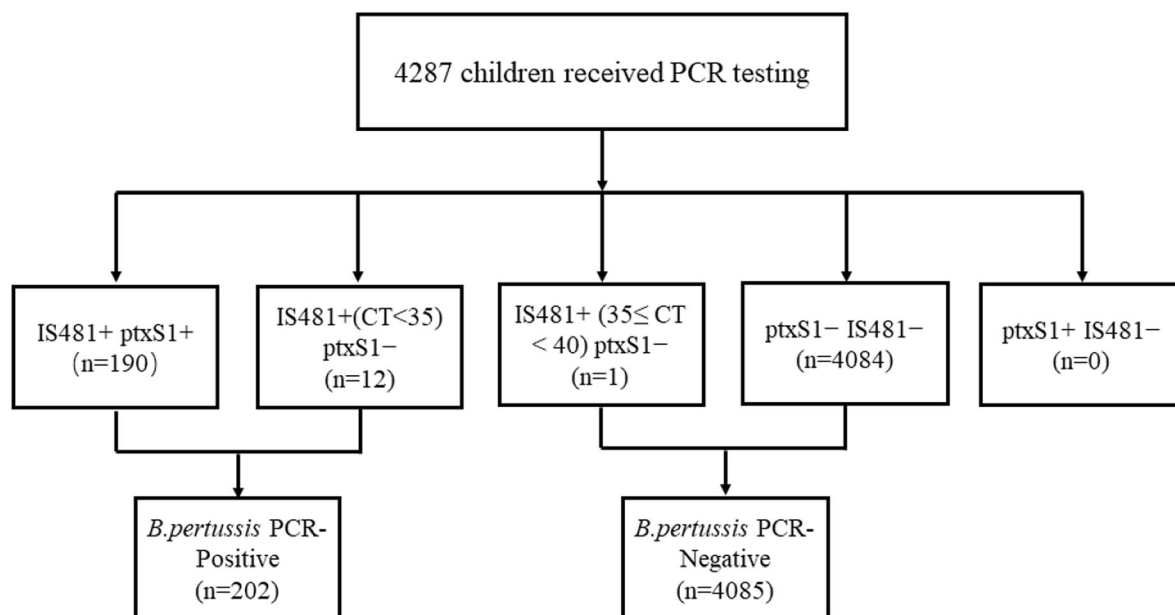 4287 children received PCR testing
IS481+ ptxS1+
(n=190)
IS481+(CT<35)
ptxS1−
(n=12)
IS481+ (35≤ CT
< 40) ptxS1−
(n=1)
ptxS1− IS481−
(n=4084)
ptxS1+ IS481−
(n=0)
B.pertussis PCR-
Positive
(n=202)
B.pertussis PCR-
Negative
(n=4085)